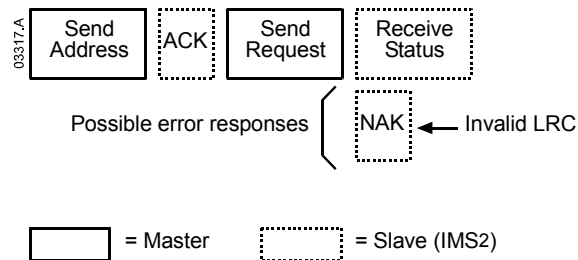 03317.A
Send
Address
ACK
Send
Request
Receive
Status
Possible error responses
NAK
Invalid LRC
= Master
= Slave (IMS2)